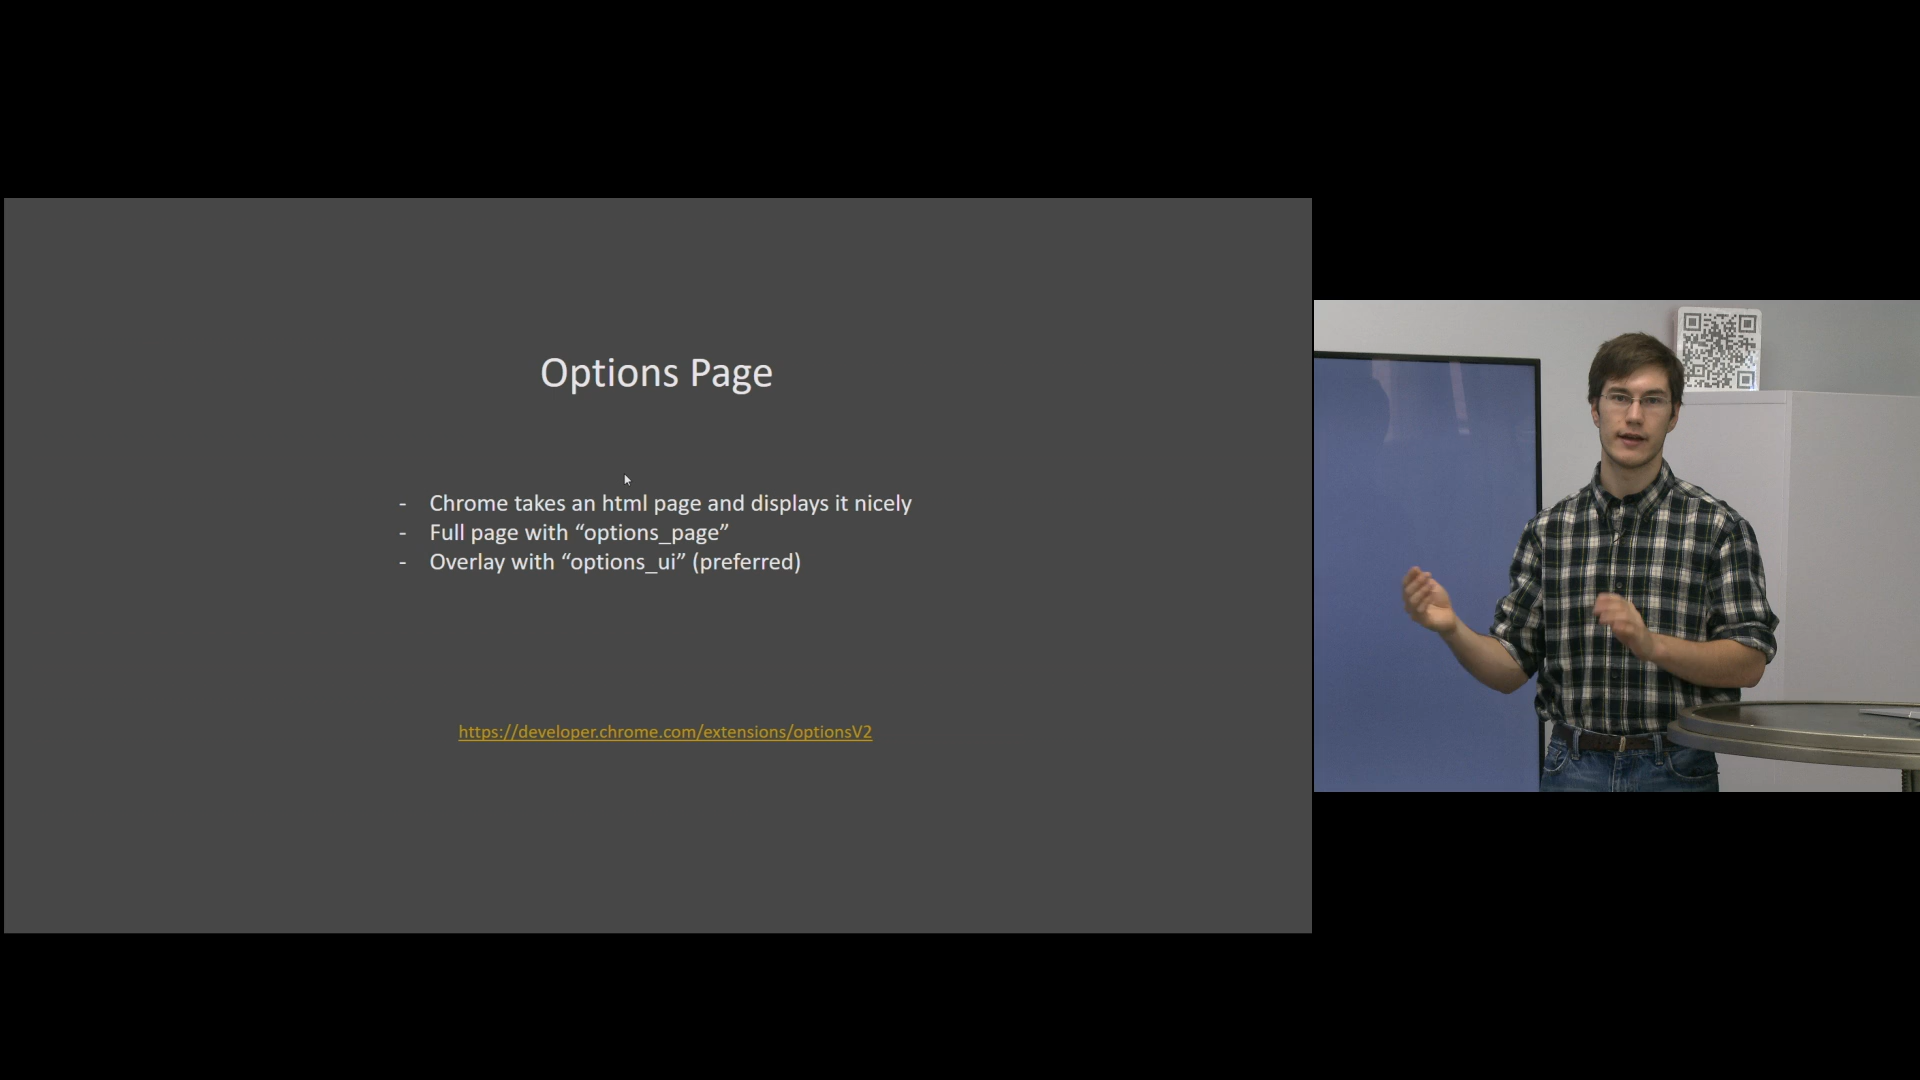 Options Page
- Chrome takes an html page and displays it nicely
- Full page with “options_page”
- Overlay with “options_ui” (preferred)
https://developer.chrome.com/extensions/optionsV2